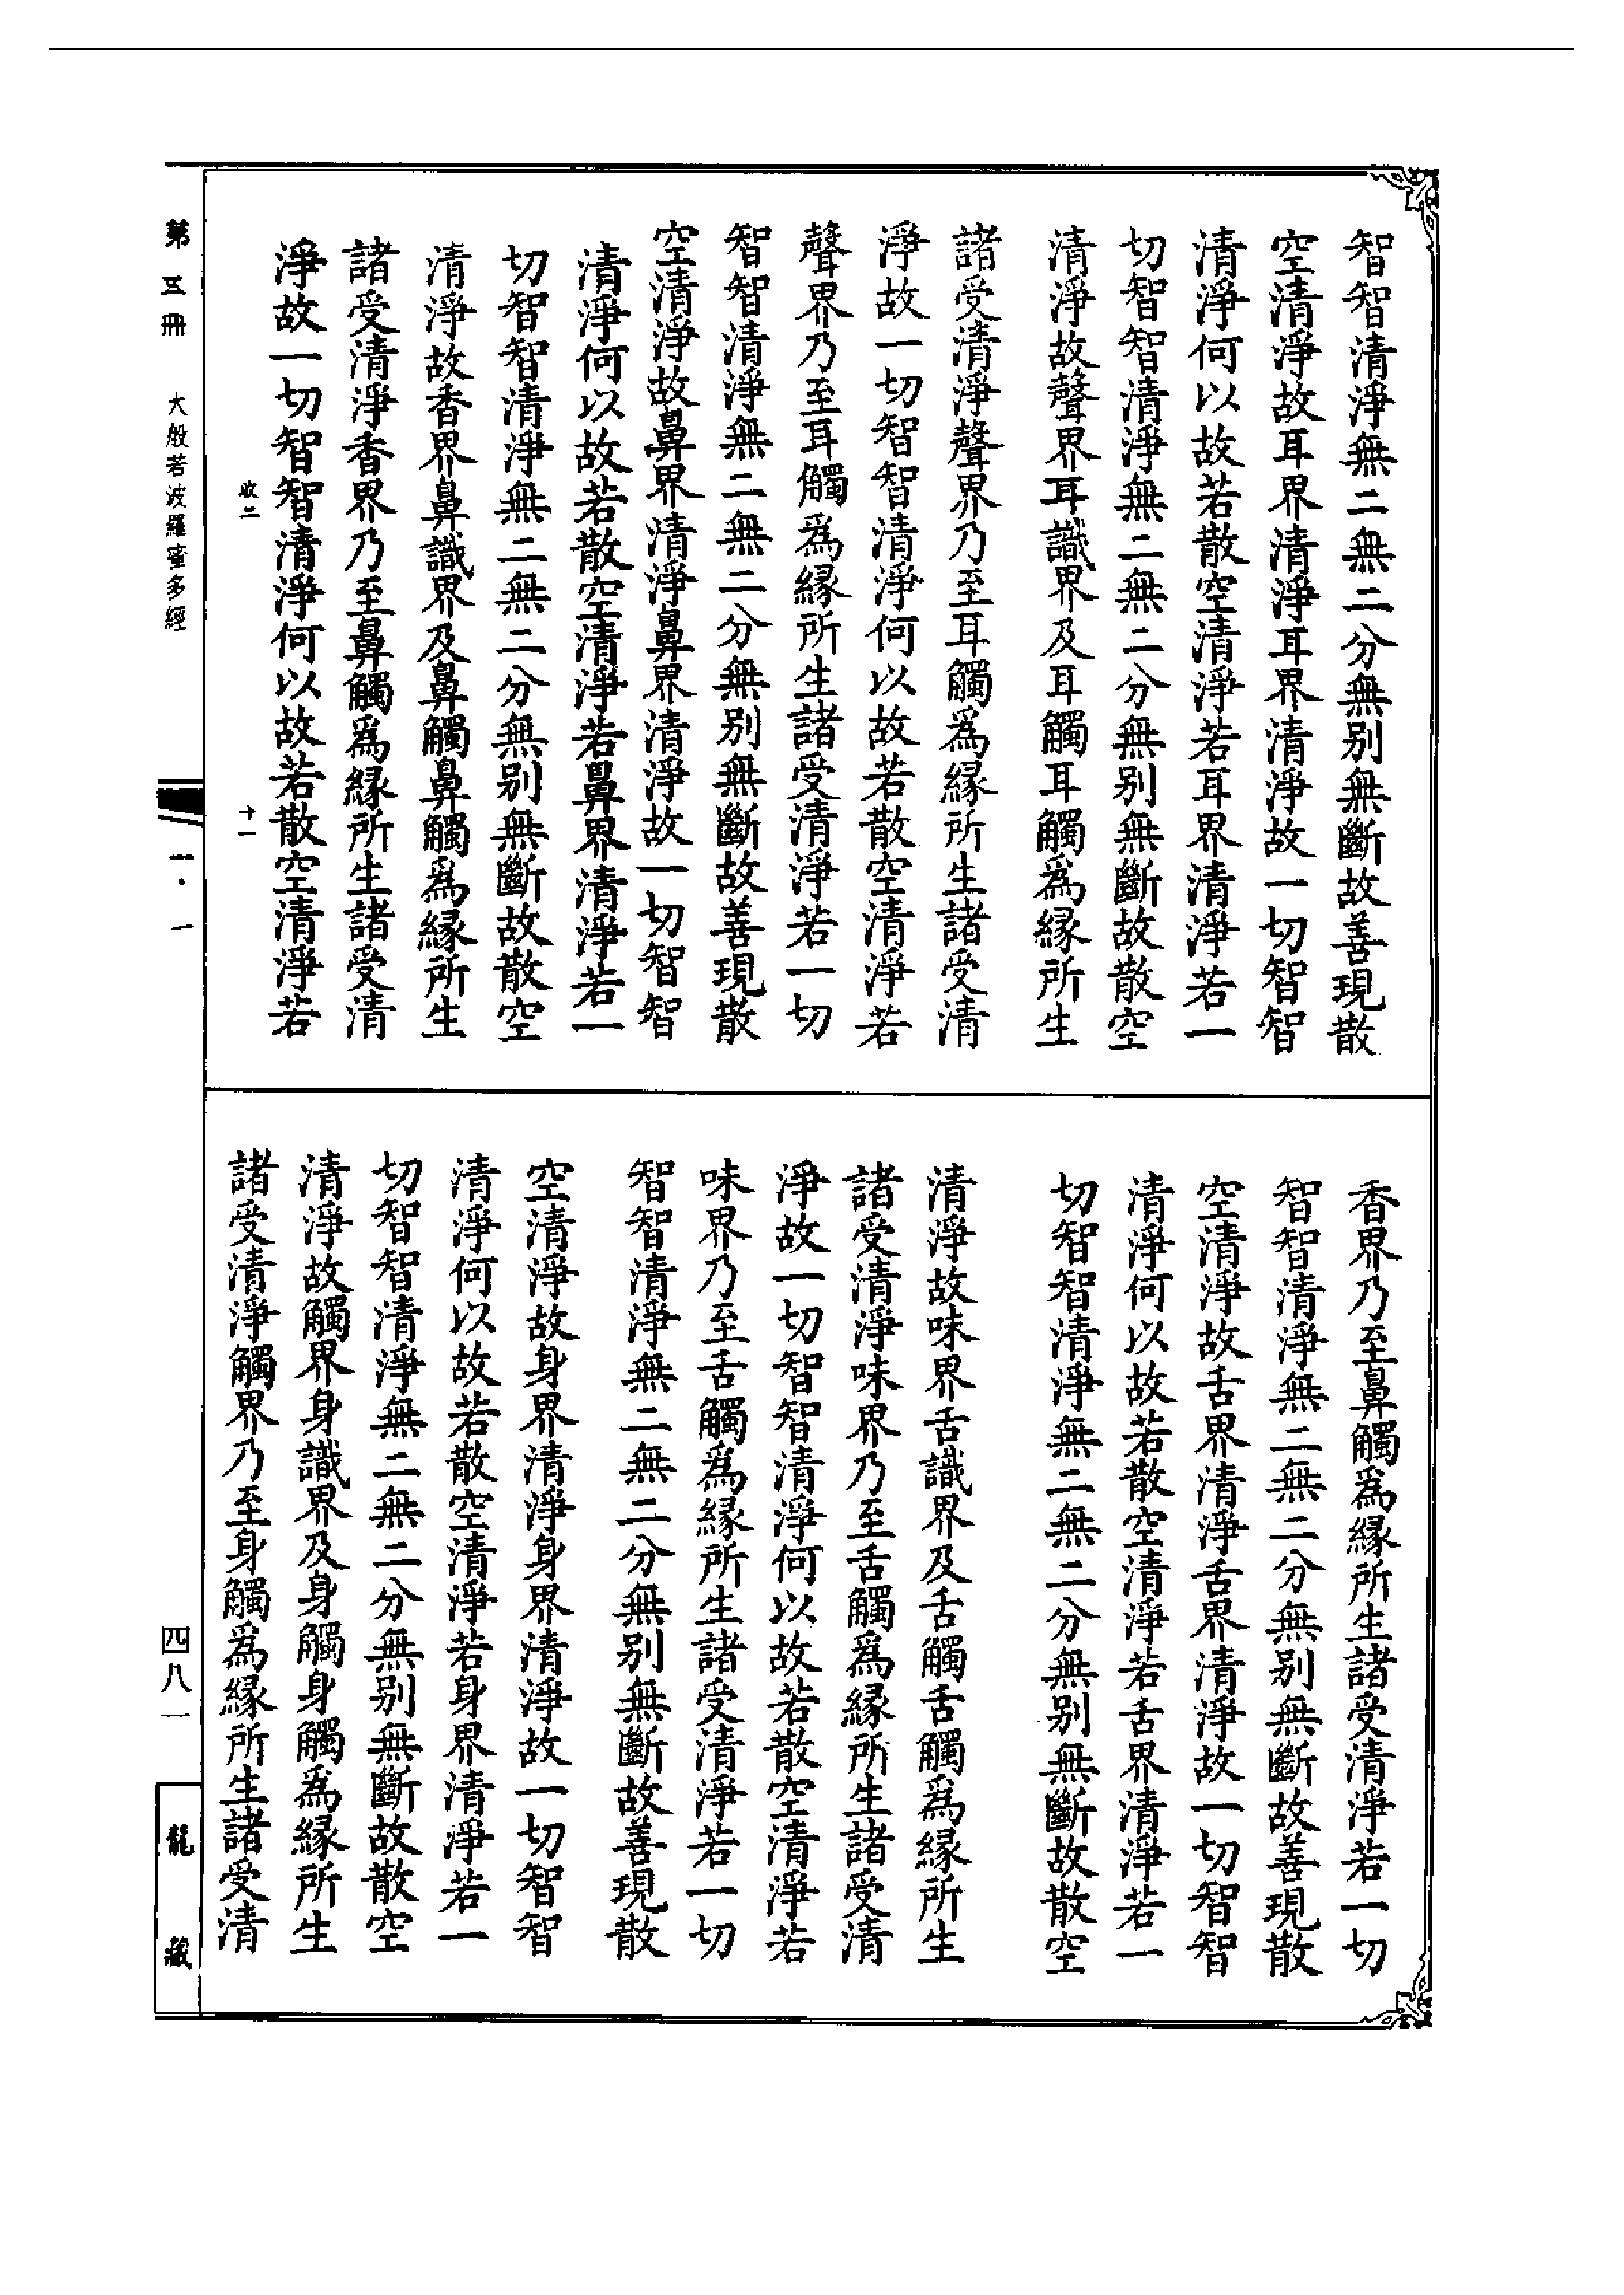 智智清淨無二無二分無別無斷故善現散
空清淨故耳界清淨耳界清淨故一切智智
清淨何以故若散空清淨若耳界清淨若一
切智智清淨無二無二分無別無斷故散空
清淨故聲界耳識界及耳觸耳觸爲緣所生
諸受清淨聲界乃至耳觸爲緣所生諸受清
淨故一切智智清淨何以故若散空清淨若
聲界乃至耳觸爲緣所生諸受清淨若一切
智智清淨無二無二分無別無斷故善現散
空清淨故鼻界清淨鼻界清淨故一切智智
清淨何以故若散空清淨若鼻界清淨若一
切智智清淨無二無二分無別無斷故散空
清淨故香界鼻識界及鼻觸鼻觸爲緣所生
諸受清淨香界乃至鼻觸爲緣所生諸受清
淨故一切智智清淨何以故若散空清淨若
收二 十一
香界乃至鼻觸爲緣所生諸受清淨若一切
智智清淨無二無二分無別無斷故善現散
空清淨故舌界清淨舌界清淨故一切智智
清淨何以故若散空清淨若舌界清淨若一
切智智清淨無二無二分無別無斷故散空
清淨故味界舌識界及舌觸舌觸爲緣所生
諸受清淨味界乃至舌觸爲緣所生諸受清
淨故一切智智清淨何以故若散空清淨若
味界乃至舌觸爲緣所生諸受清淨若一切
智智清淨無二無二分無別無斷故善現散
空清淨故身界清淨身界清淨故一切智智
清淨何以故若散空清淨若身界清淨若一
切智智清淨無二無二分無別無斷故散空
清淨故觸界身識界及身觸身觸爲緣所生
諸受清淨觸界乃至身觸爲緣所生諸受清
第五冊 大般若波羅蜜多經 一·一 四八一 龍藏